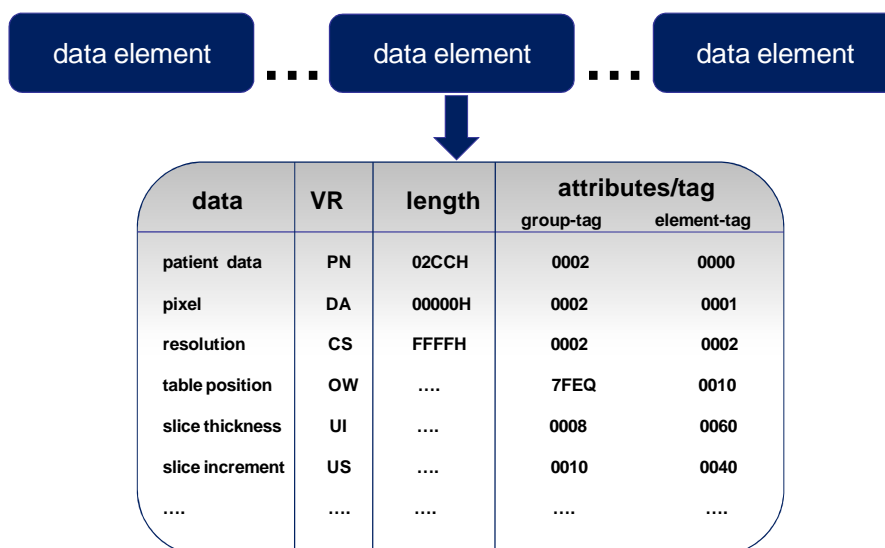 data element ... data element ... data element
data VR length attributes/tag
group-tag element-tag
patient data PN 02CCH 0002 0000
pixel DA 00000H 0002 0001
resolution CS FFFFH 0002 0002
table position OW .... 7FEQ 0010
slice thickness UI .... 0008 0060
slice increment US .... 0010 0040
.... .... .... .... ....